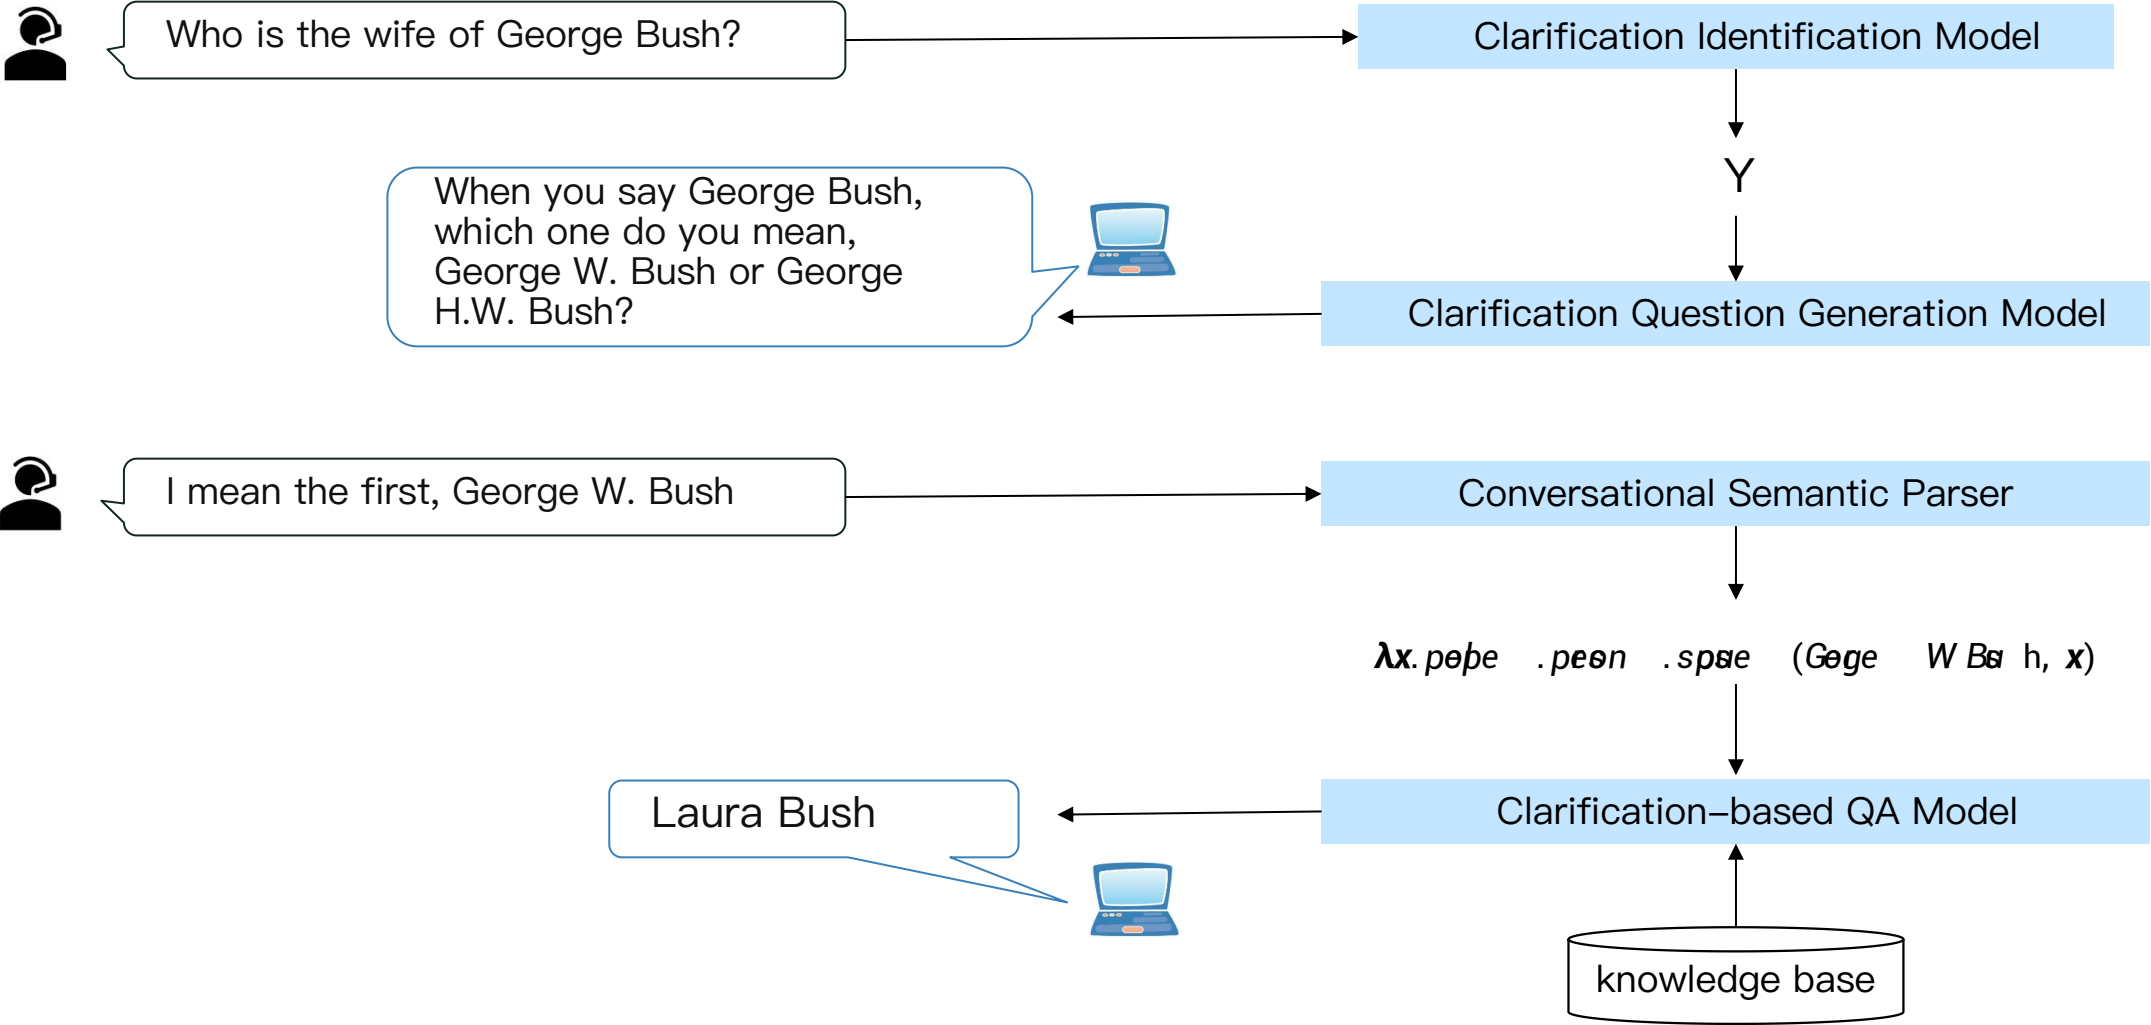 Who is the wife of George Bush?
Clarification Identification Model
Y
When you say George Bush,
which one do you mean,
George W. Bush or George
H.W. Bush?
Clarification Question Generation Model
I mean the first, George W. Bush
Conversational Semantic Parser
λx. (W h, x)
Clarification-based QA Model
Laura Bush
knowledge base